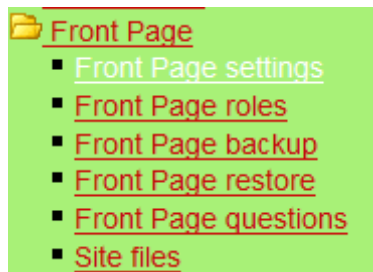 Front Page
Front Page settings
Front Page roles
Front Page backup
Front Page restore
Front Page questions
Site files